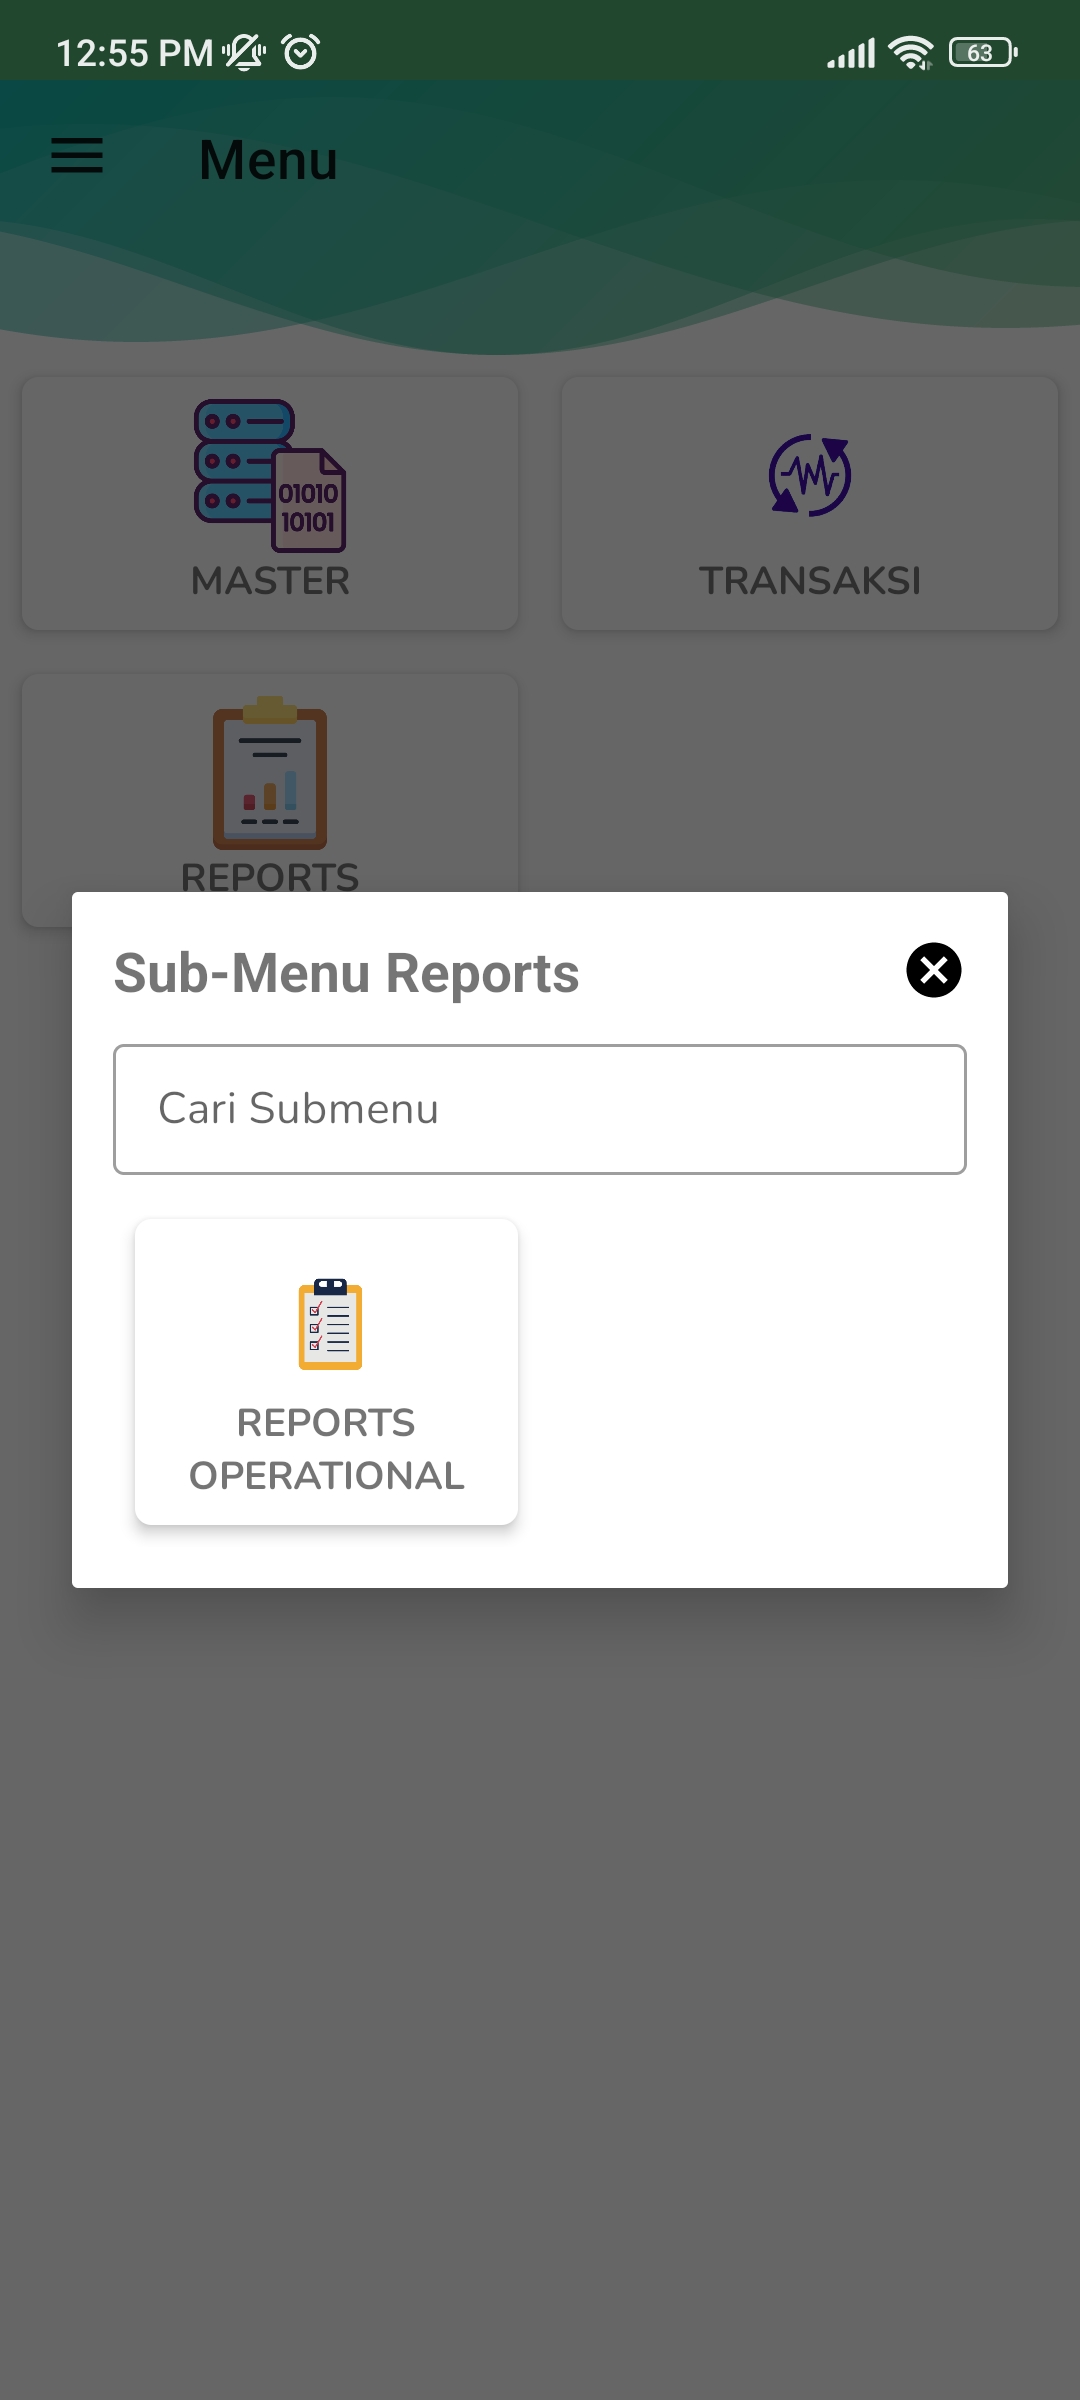 12:55 PM
63
Menu
01010
10101
MASTER
TRANSAKSI
REPORTS
Sub-Menu Reports
Cari Submenu
REPORTS
OPERATIONAL